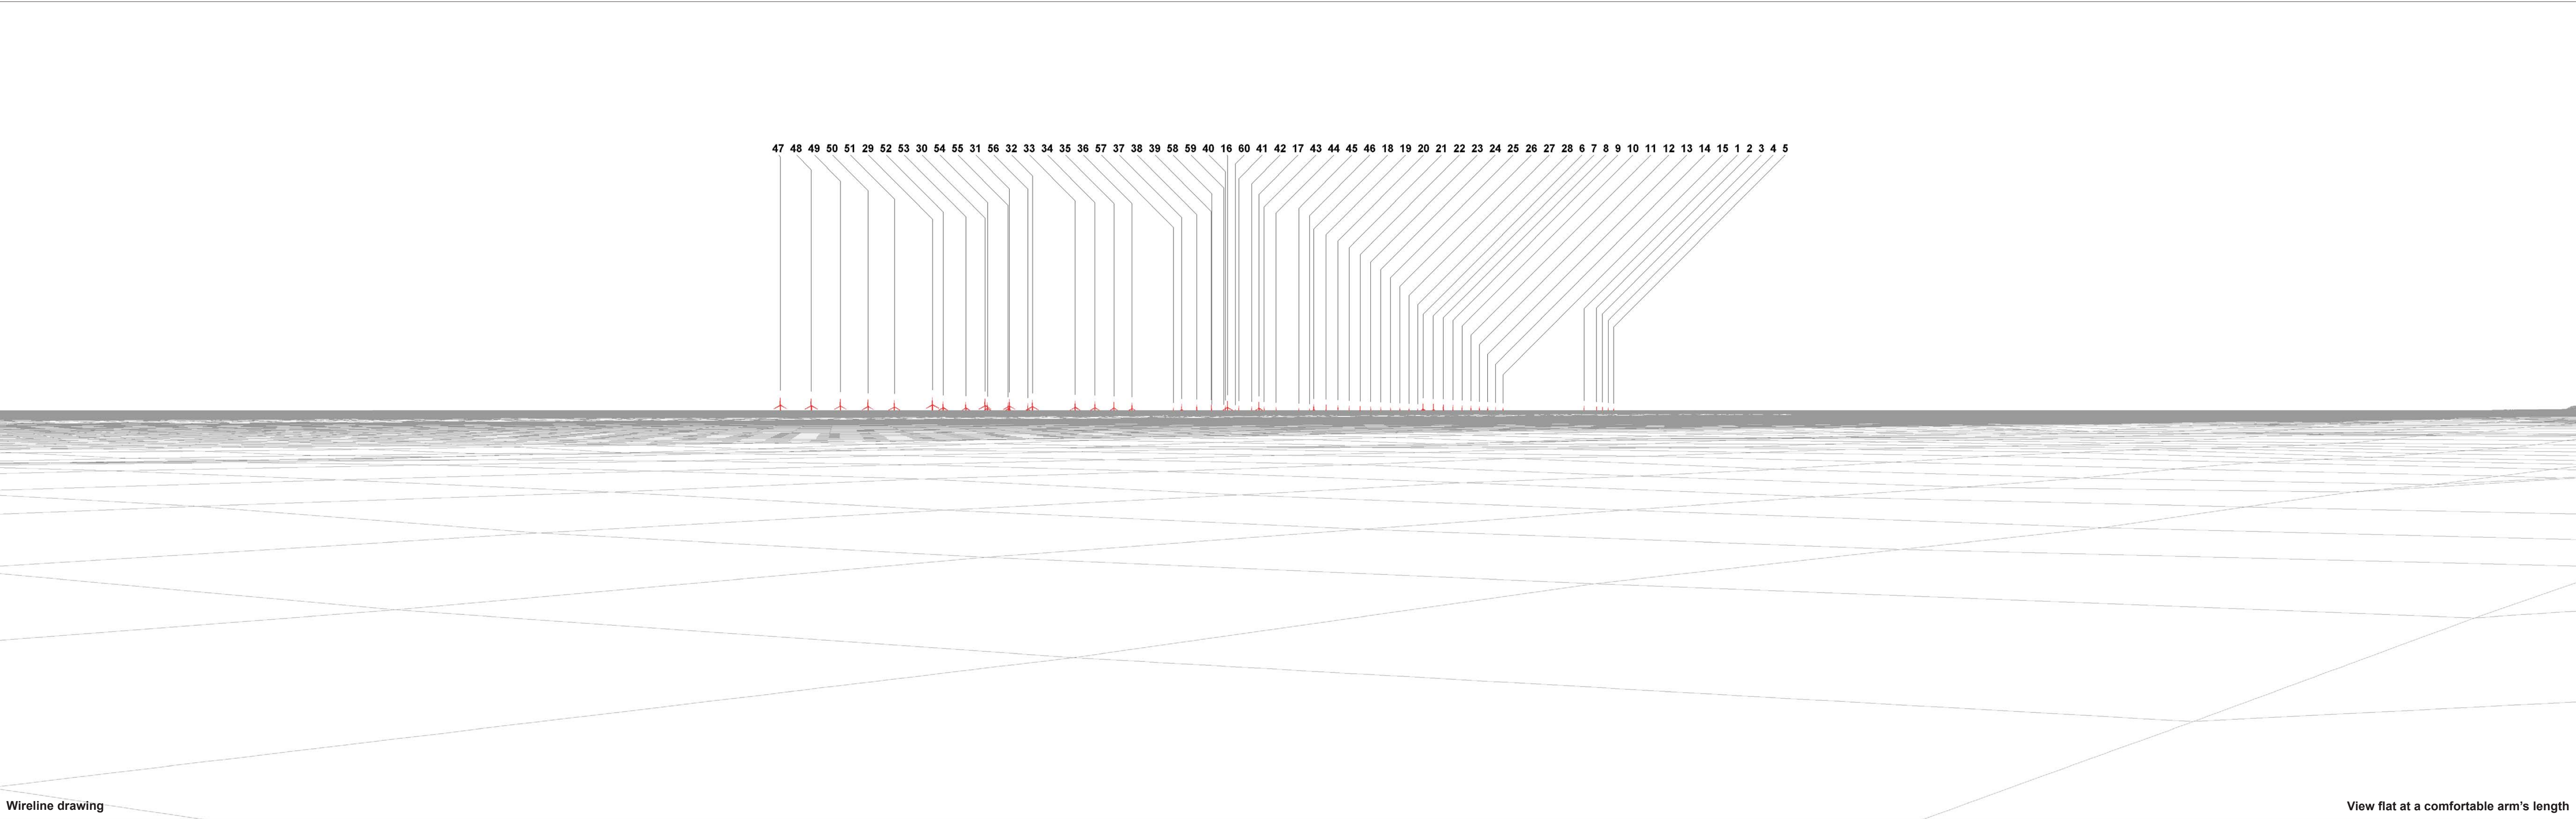 47 48 49 50 51 29 52 53 30 54 55 31 56 32 33 34 35 36 57 37 38 39 58 59 40 16 60 41 42 17 43 44 45 46 18 19 20 21 22 23 24 25 26 27 28 6 7 8 9 10 11 12 13 14 15 1 2 3 4 5
Wireline drawing
View flat at a comfortable arm's length